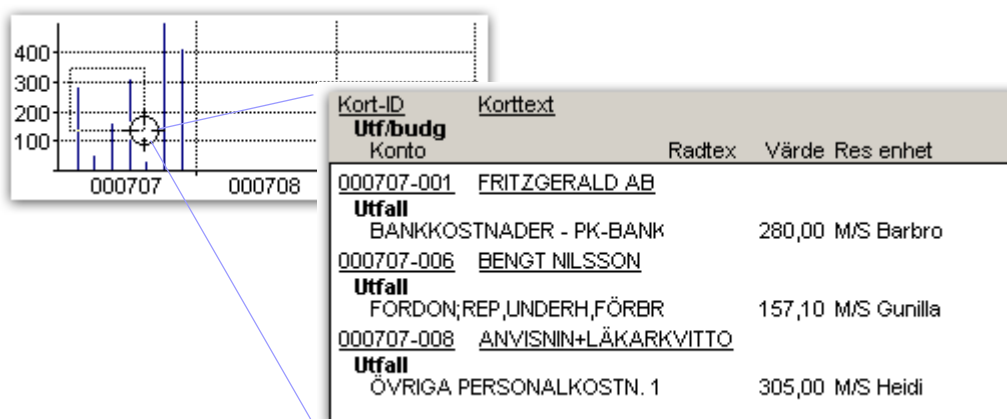 400
300
200
100
000707 000708
Kort-ID Korttext
Utf/budg
Konto Radtex Värde Res enhet
000707-001 FRITZGERALD AB
Utfall
BANKKOSTNADER - PK-BANK 280,00 M/S Barbro
000707-006 BENGT NILSSON
Utfall
FORDON;REP,UNDERH,FÖRBR 157,10 M/S Gunilla
000707-008 ANVISNIN+LÄKARKVITTO
Utfall
ÖVRIGA PERSONALKOSTN. 1 305,00 M/S Heidi